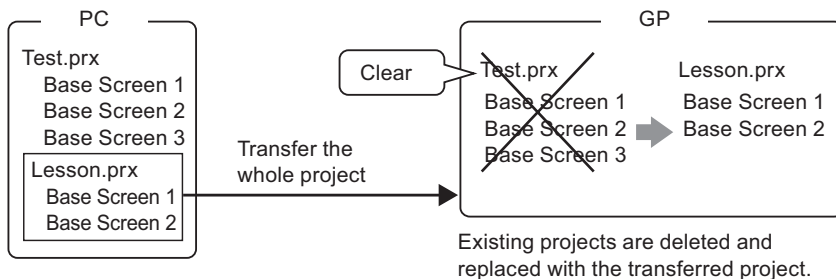 PC
Test.prx
Base Screen 1
Base Screen 2
Base Screen 3
Lesson.prx
Base Screen 1
Base Screen 2
Transfer the
whole project
GP
Clear
Test.prx
Base Screen 1
Base Screen 2
Base Screen 3
Lesson.prx
Base Screen 1
Base Screen 2
Existing projects are deleted and
replaced with the transferred project.